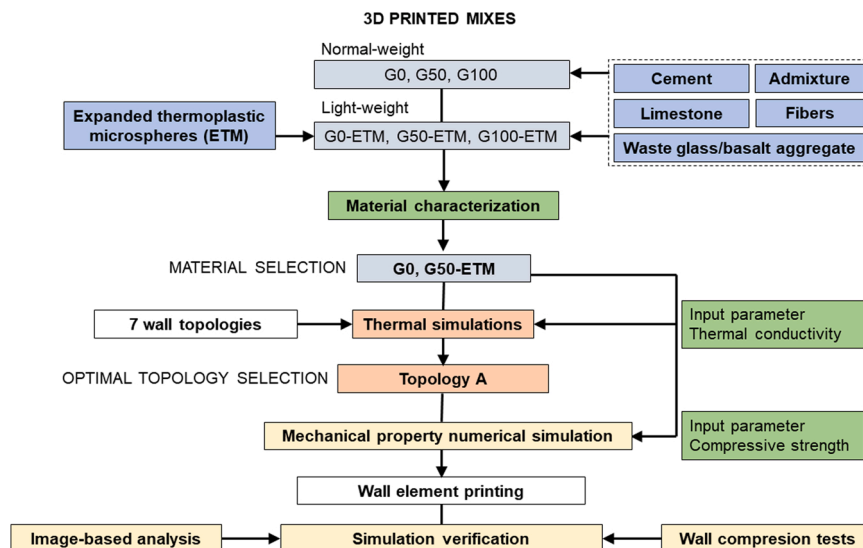 3D PRINTED MIXES
Normal-weight
G0, G50, G100
Cement
Admixture
Light-weight
Limestone
Fibers
Expanded thermoplastic
microspheres (ETM)
G0-ETM, G50-ETM, G100-ETM
Waste glass/basalt aggregate
Material characterization
MATERIAL SELECTION
G0, G50-ETM
7 wall topologies
Thermal simulations
Input parameter
Thermal conductivity
OPTIMAL TOPOLOGY SELECTION
Topology A
Mechanical property numerical simulation
Input parameter
Compressive strength
Wall element printing
Image-based analysis
Simulation verification
Wall compresion tests